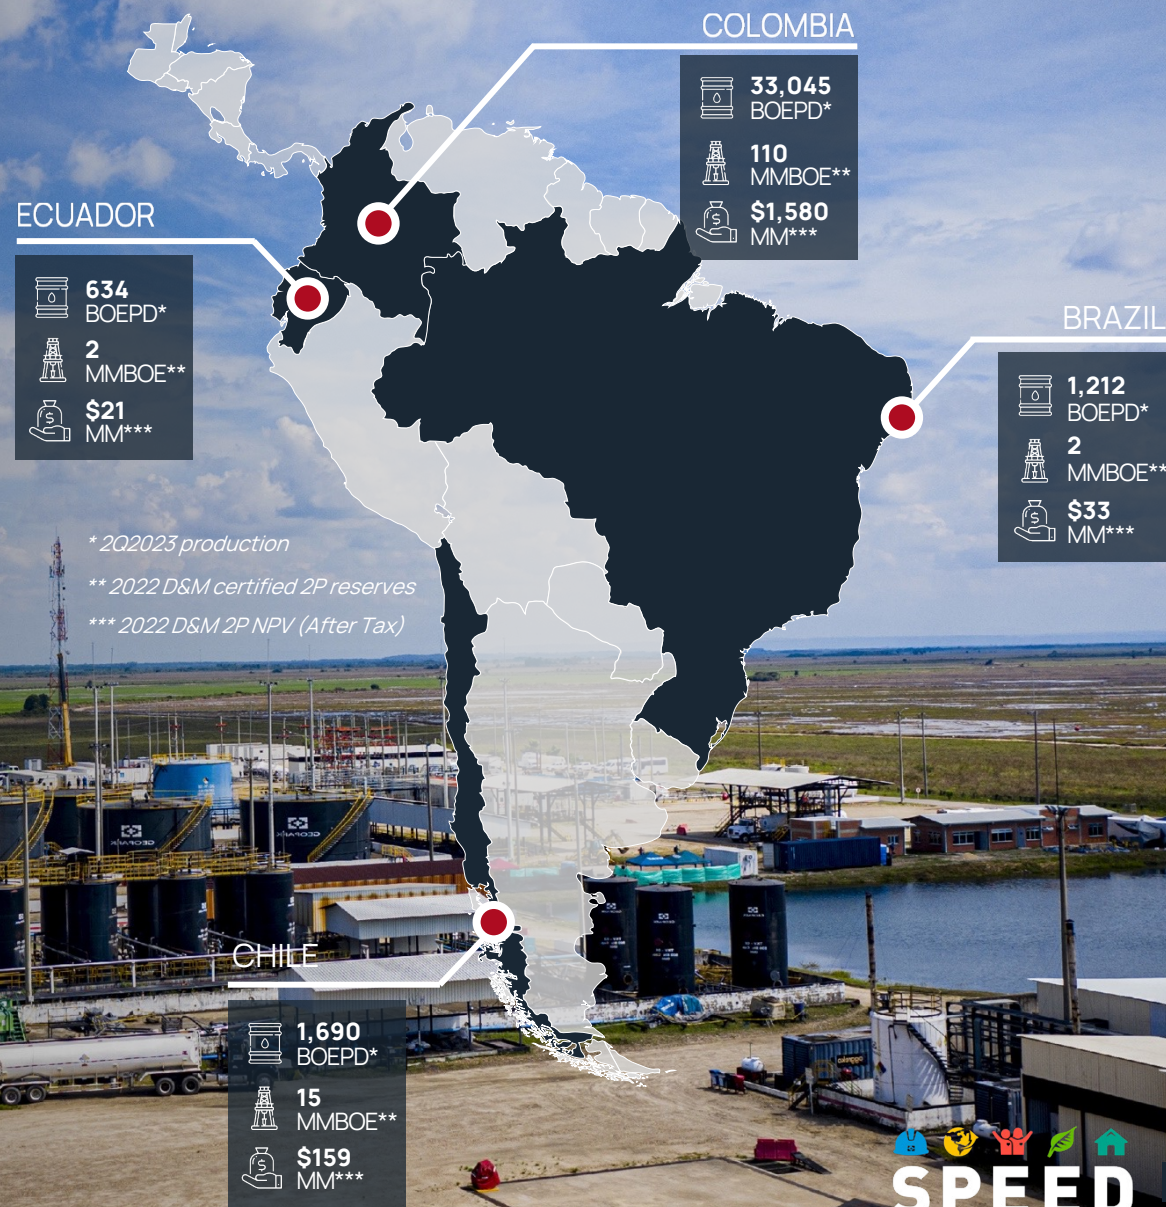 COLOMBIA
33,045
BOEPD*
110
MMBOE**
$1,580
MM***
ECUADOR
634
BOEPD*
2
MMBOE**
$21
MM***
BRAZIL
1,212
BOEPD*
2
MMBOE**
$33
MM***
* 2Q2023 production
** 2022 D&M certified 2P reserves
*** 2022 D&M 2P NPV (After Tax)
GEOPARK
GEOPARK
CHILE
1,690
BOEPD*
15
MMBOE**
$159
MM***
SPEED